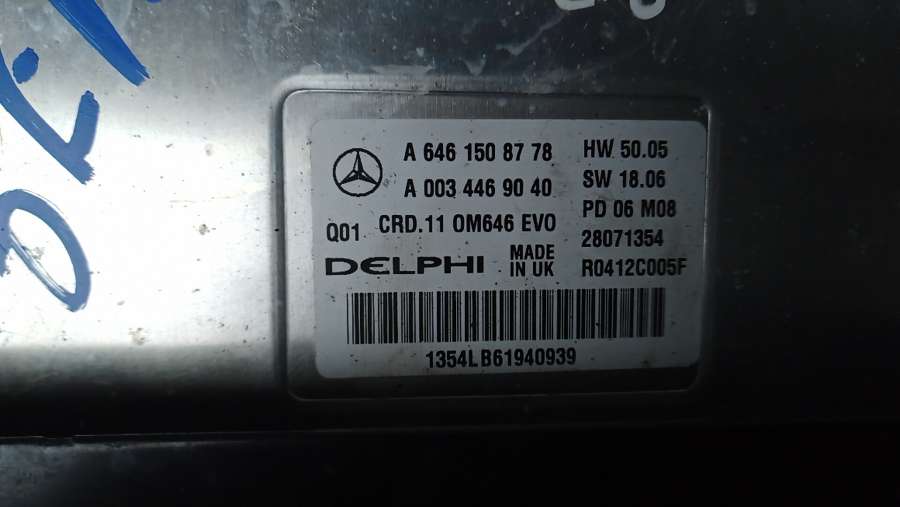 A 646 150 87 78 HW 50.05
A 003 446 90 40 SW 18.06
Q01 CRD.11 OM646 EVO PD 06 M08
28071354
DELPHI MADE IN UK R0412C005F
1354LB61940939